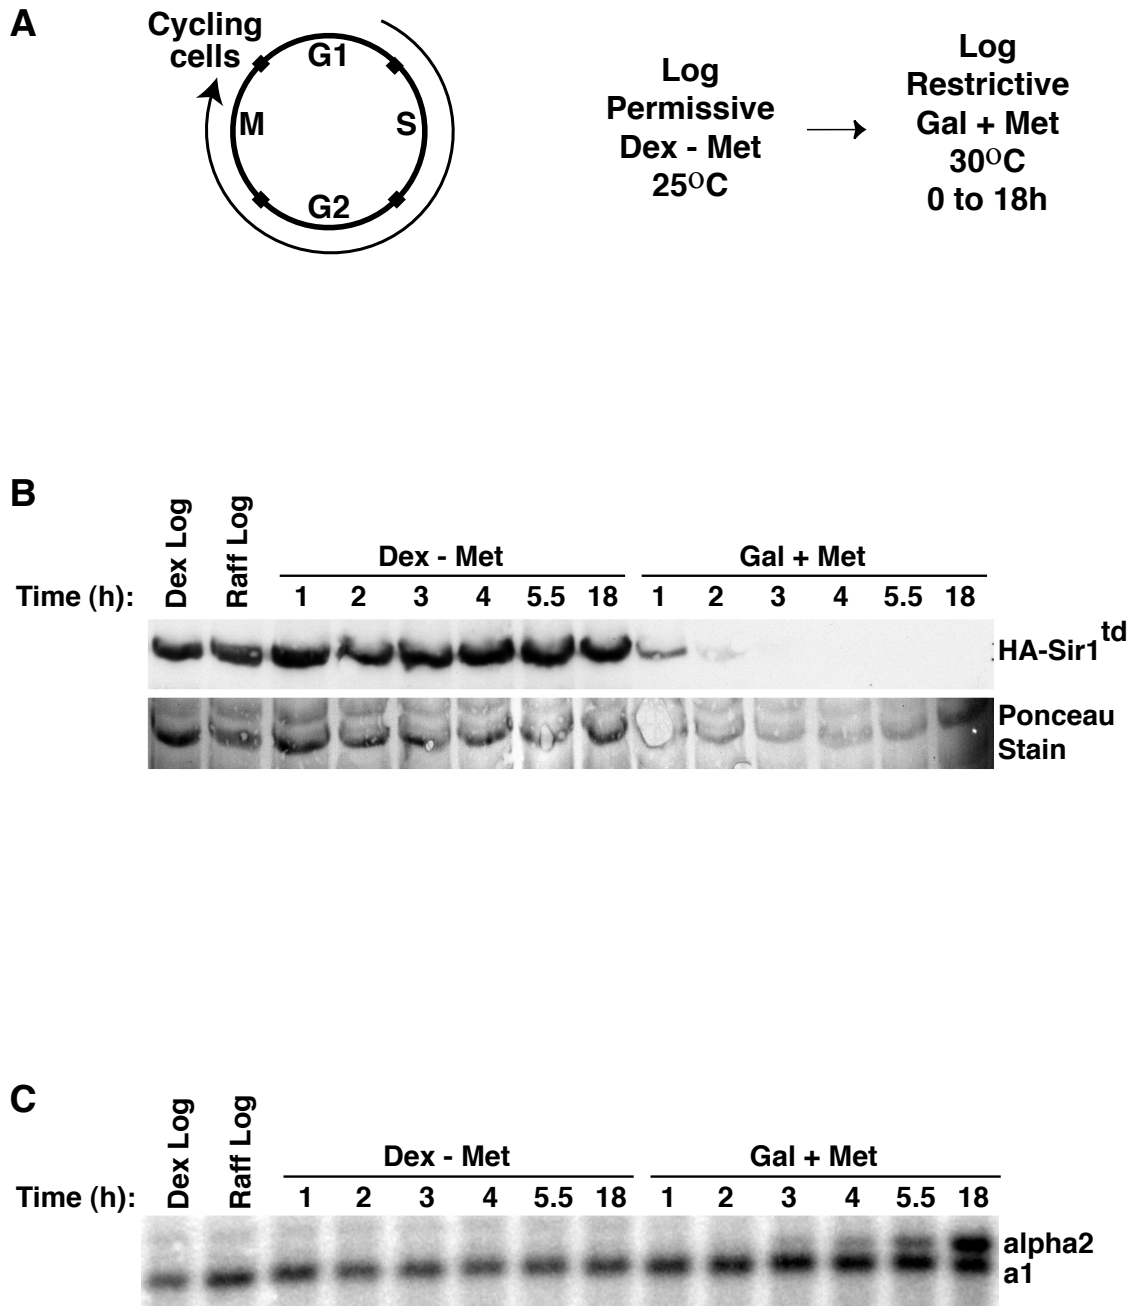 A
Cycling
cells
G1
M
S
G2
Log
Permissive
Dex - Met
25°C
Log
Restrictive
Gal + Met
30°C
0 to 18h
B
Dex Log
Raff Log
Dex - Met
Gal + Met
Time (h): 1 2 3 4 5.5 18 1 2 3 4 5.5 18
HA-Sir1td
Ponceau
Stain
C
Dex Log
Raff Log
Dex - Met
Gal + Met
Time (h): 1 2 3 4 5.5 18 1 2 3 4 5.5 18
alpha2
a1